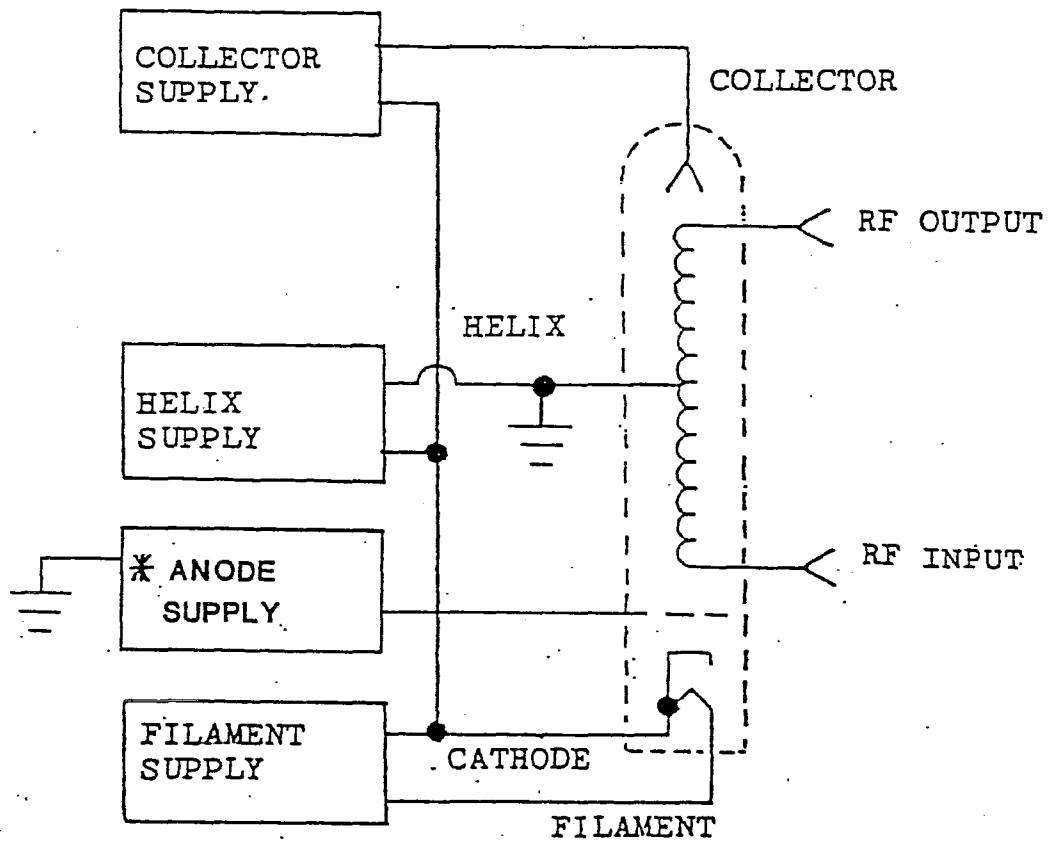 COLLECTOR
SUPPLY.
COLLECTOR
RF OUTPUT
HELIX
HELIX
SUPPLY
* ANODE
SUPPLY
RF INPUT
FILAMENT
SUPPLY
CATHODE
FILAMENT